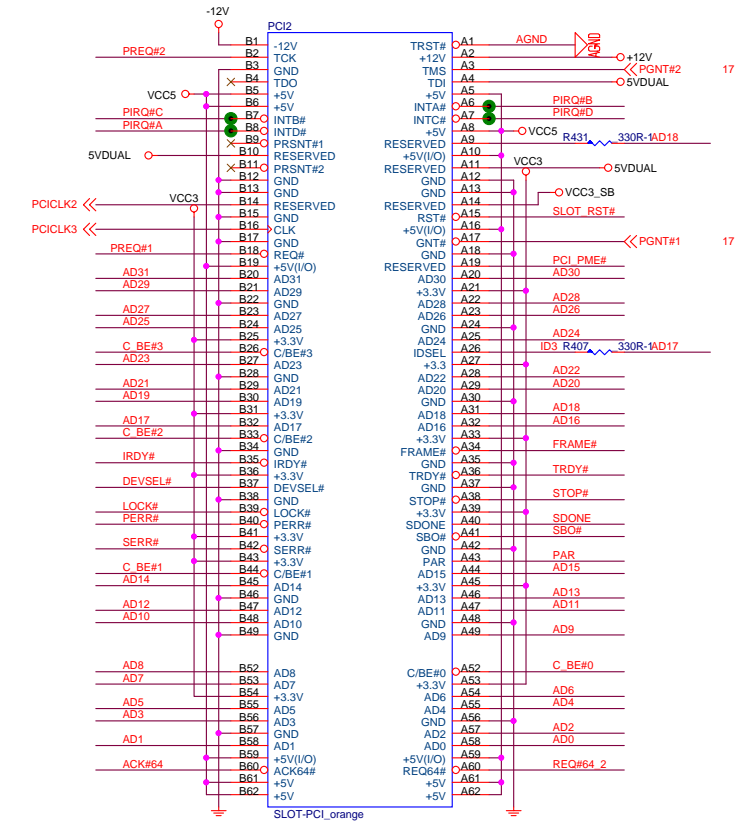 -12V
PCI2
B1 -12V TRST# A1 AGND AGND
PREQ#2 B2 TCK +12V A2 +12V
B3 GND TMS A3 PGNT#2 17
B4 TDO TDI A4 5VDUAL
VCC5 B5 +5V +5V A5
B6 +5V INTA# A6 PIRQ#B
PIRQ#C B7 INTB# INTC# A7 PIRQ#D
PIRQ#A B8 INTD# +5V A8 VCC5
B9 PRSNT#1 RESERVED A9 R431 330R-1 AD18
5VDUAL B10 RESERVED +5V(I/O) A10
B11 PRSNT#2 RESERVED A11 VCC3 5VDUAL
B12 GND GND A12
B13 GND GND A13 VCC3_SB
PCICLK2 VCC3 B14 RESERVED RESERVED A14
B15 GND RST# A15 SLOT_RST#
PCICLK3 B16 CLK +5V(I/O) A16
B17 GND GNT# A17 PGNT#1 17
PREQ#1 B18 REQ# GND A18
B19 +5V(I/O) RESERVED A19 PCI_PME#
AD31 B20 AD31 AD30 A20 AD30
AD29 B21 AD29 +3.3V A21
B22 GND AD28 A22 AD28
AD27 B23 AD27 AD26 A23 AD26
AD25 B24 AD25 GND A24
B25 +3.3V AD24 A25 AD24
C_BE#3 B26 C/BE#3 IDSEL A26 ID3 R407 330R-1 AD17
AD23 B27 AD23 +3.3 A27
B28 GND AD22 A28 AD22
AD21 B29 AD21 AD20 A29 AD20
AD19 B30 AD19 GND A30
B31 +3.3V AD18 A31 AD18
AD17 B32 AD17 AD16 A32 AD16
C_BE#2 B33 C/BE#2 +3.3V A33
B34 GND FRAME# A34 FRAME#
IRDY# B35 IRDY# GND A35
B36 +3.3V TRDY# A36 TRDY#
DEVSEL# B37 DEVSEL# GND A37
B38 GND STOP# A38 STOP#
LOCK# B39 LOCK# +3.3V A39
PERR# B40 PERR# SDONE A40 SDONE
B41 +3.3V SBO# A41 SBO#
SERR# B42 SERR# GND A42
B43 +3.3V PAR A43 PAR
C_BE#1 B44 C/BE#1 AD15 A44 AD15
AD14 B45 AD14 +3.3V A45
B46 GND AD13 A46 AD13
AD12 B47 AD12 AD11 A47 AD11
AD10 B48 AD10 GND A48
B49 GND AD9 A49 AD9
AD8 B52 AD8 C/BE#0 A52 C_BE#0
AD7 B53 AD7 +3.3V A53
B54 +3.3V AD6 A54 AD6
AD5 B55 AD5 AD4 A55 AD4
AD3 B56 AD3 GND A56
B57 GND AD2 A57 AD2
AD1 B58 AD1 AD0 A58 AD0
B59 +5V(I/O) +5V(I/O) A59
ACK#64 B60 ACK64# REQ64# A60 REQ#64_2
B61 +5V +5V A61
B62 +5V +5V A62
SLOT-PCI_orange